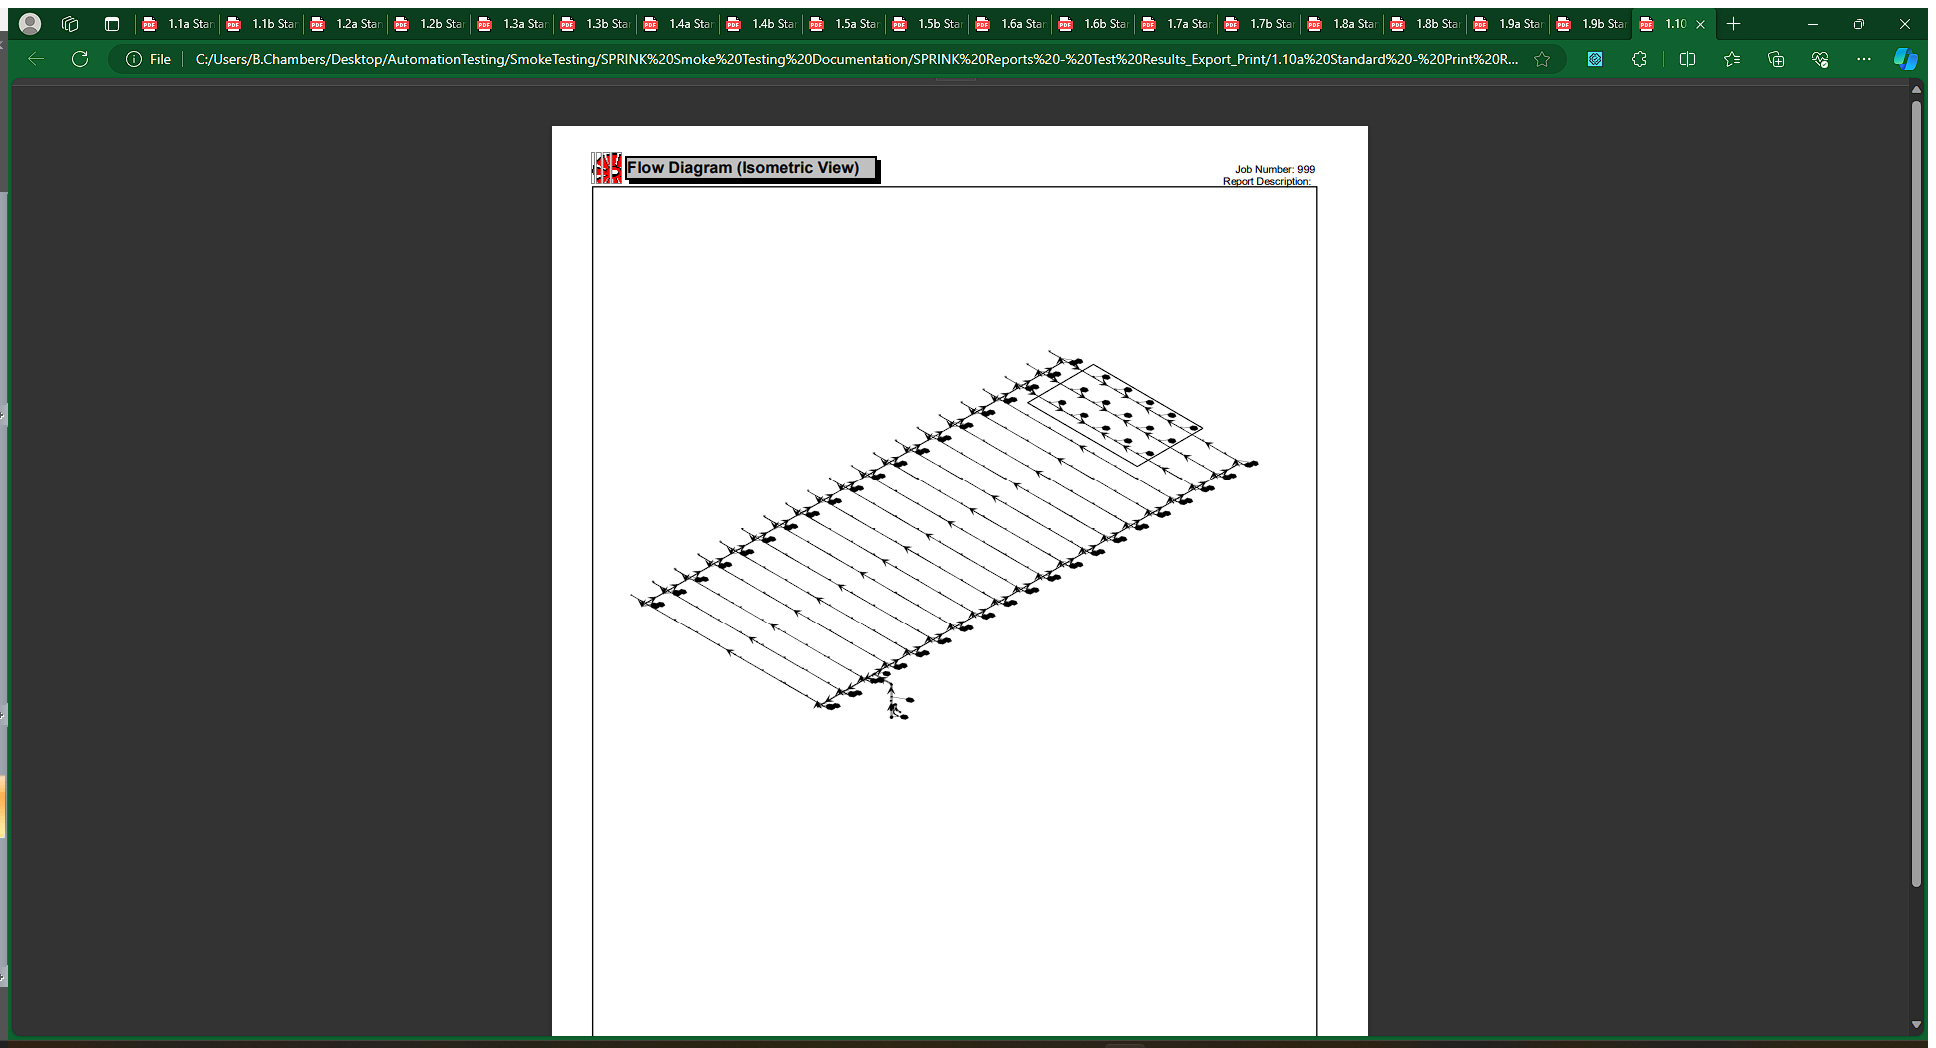 1.1a Star
1.1b Star
1.2a Star
1.2b Star
1.3a Star
1.3b Star
1.4a Star
1.4b Star
1.5a Star
1.5b Star
1.6a Star
1.6b Star
1.7a Star
1.7b Star
1.8a Star
1.8b Star
1.9a Star
1.9b Star
1.10
File
C:/Users/B.Chambers/Desktop/AutomationTesting/SmokeTesting/SPRINK%20Smoke%20Testing%20Documentation/SPRINK%20Reports%20-%20Test%20Results_Export_Print/1.10a%20Standard%20-%20Print%20R...
Flow Diagram (Isometric View)
Job Number: 999
Report Description: